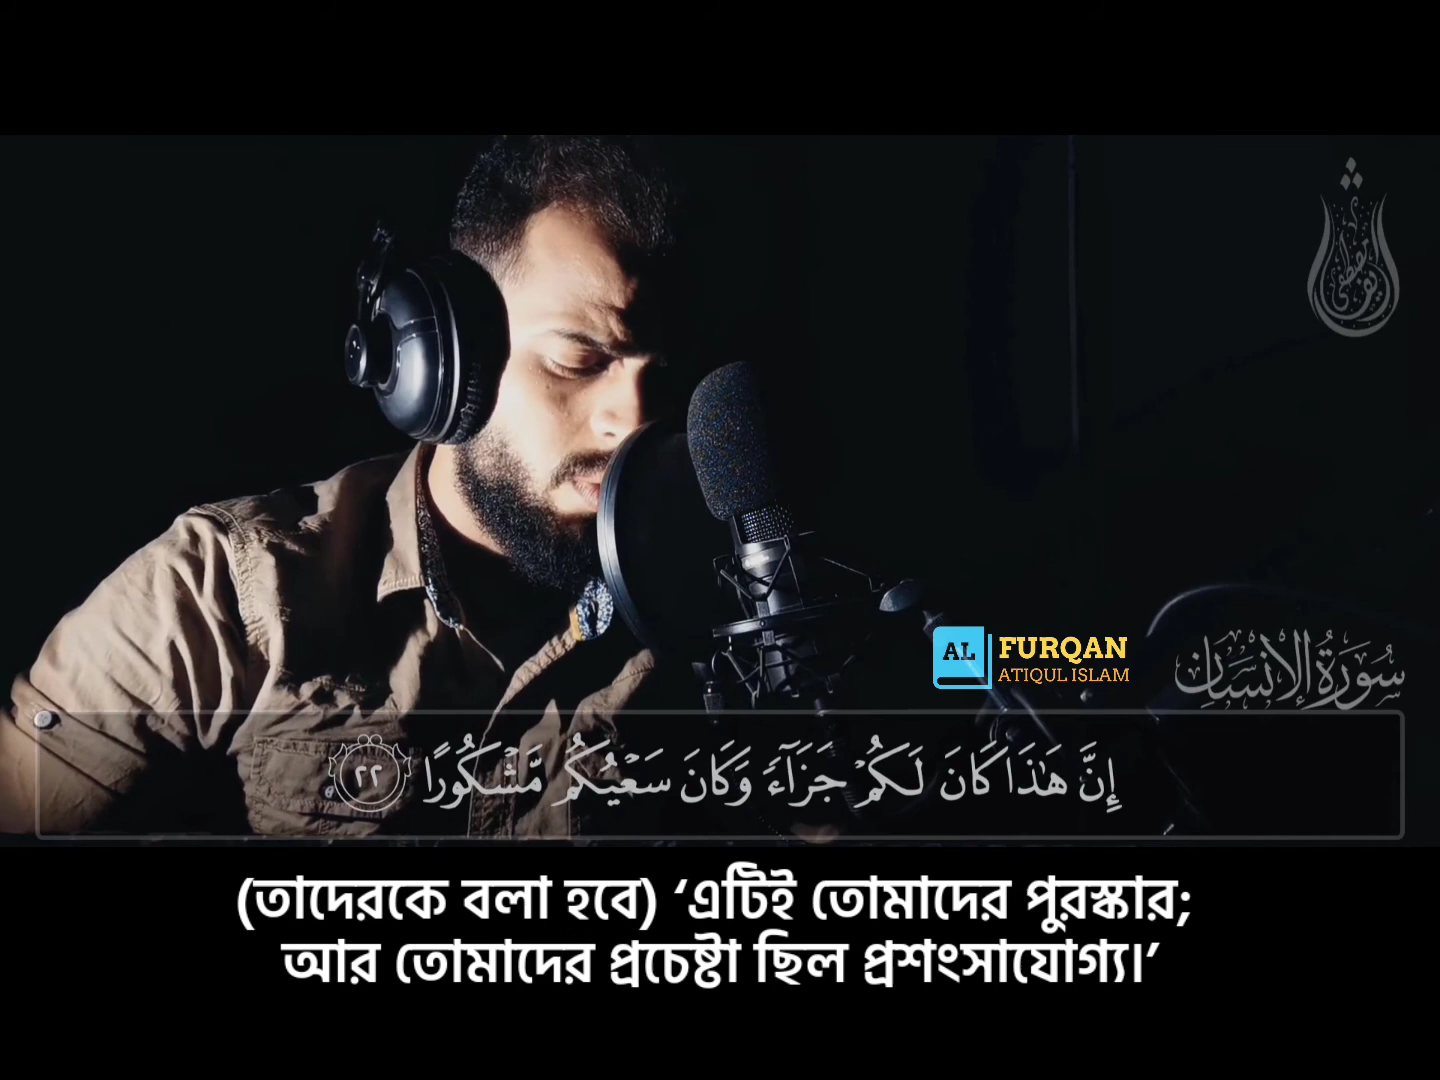 AL
FURQAN
ATIQUL ISLAM
سُورَةُ الإِنسَانِ
إِنَّ هَٰذَا كَانَ لَكُمْ جَزَآءً وَكَانَ سَعْيُكُم مَّشْكُورًا ٢٢
(তাদেরকে বলা হবে) ‘এটিই তোমাদের পুরস্কার;
আর তোমাদের প্রচেষ্টা ছিল প্রশংসাযোগ্য।’